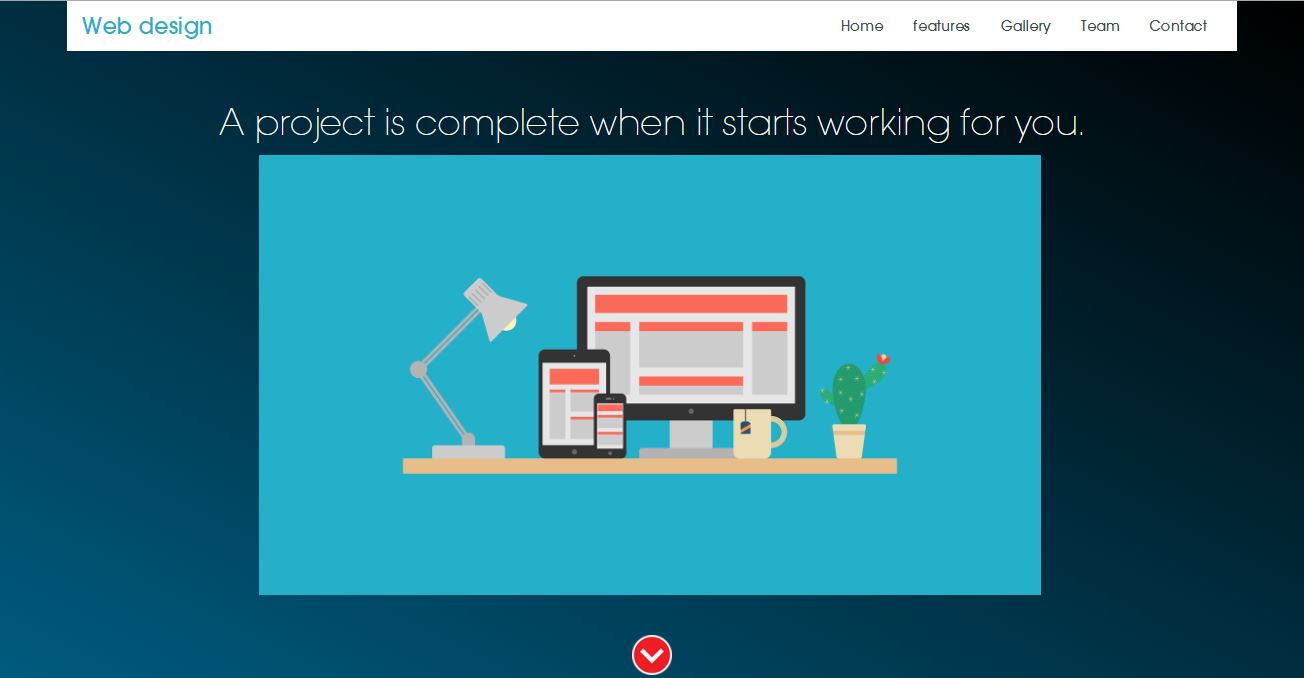 Web design
Home features Gallery Team Contact
A project is complete when it starts working for you.